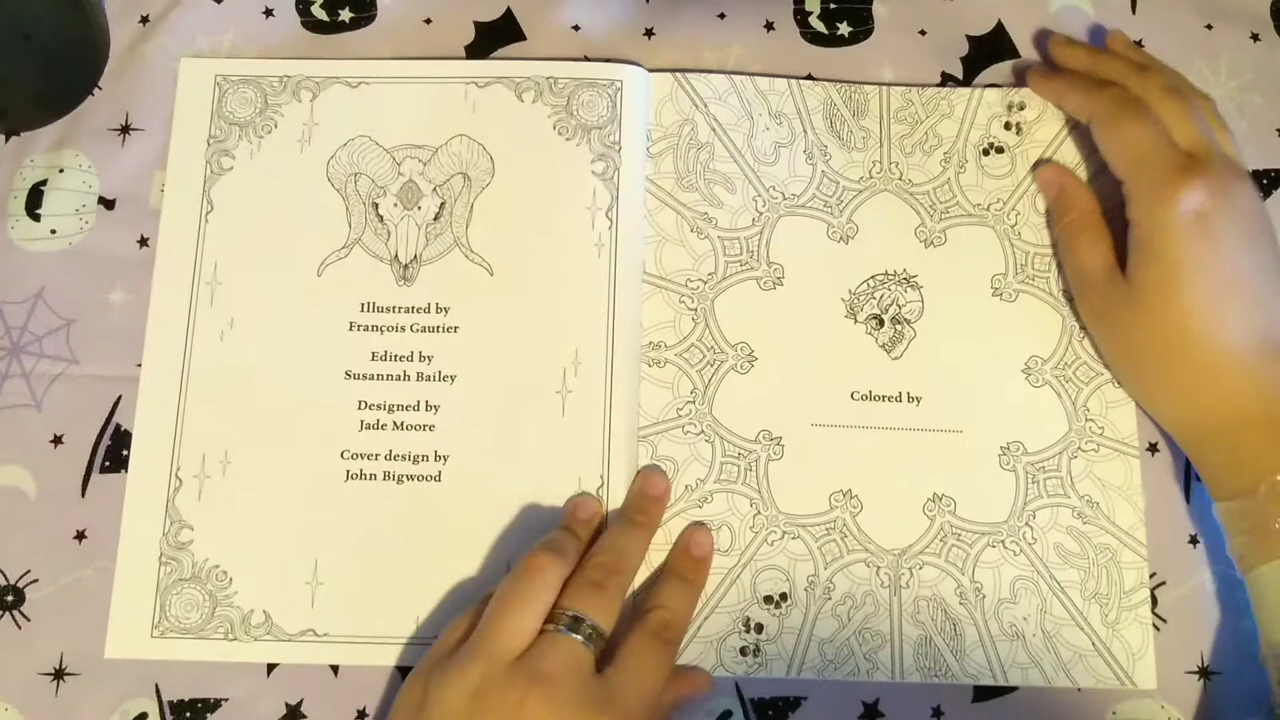 Illustrated by
François Gautier
Edited by
Susannah Bailey
Designed by
Jade Moore
Cover design by
John Bigwood
Colored by